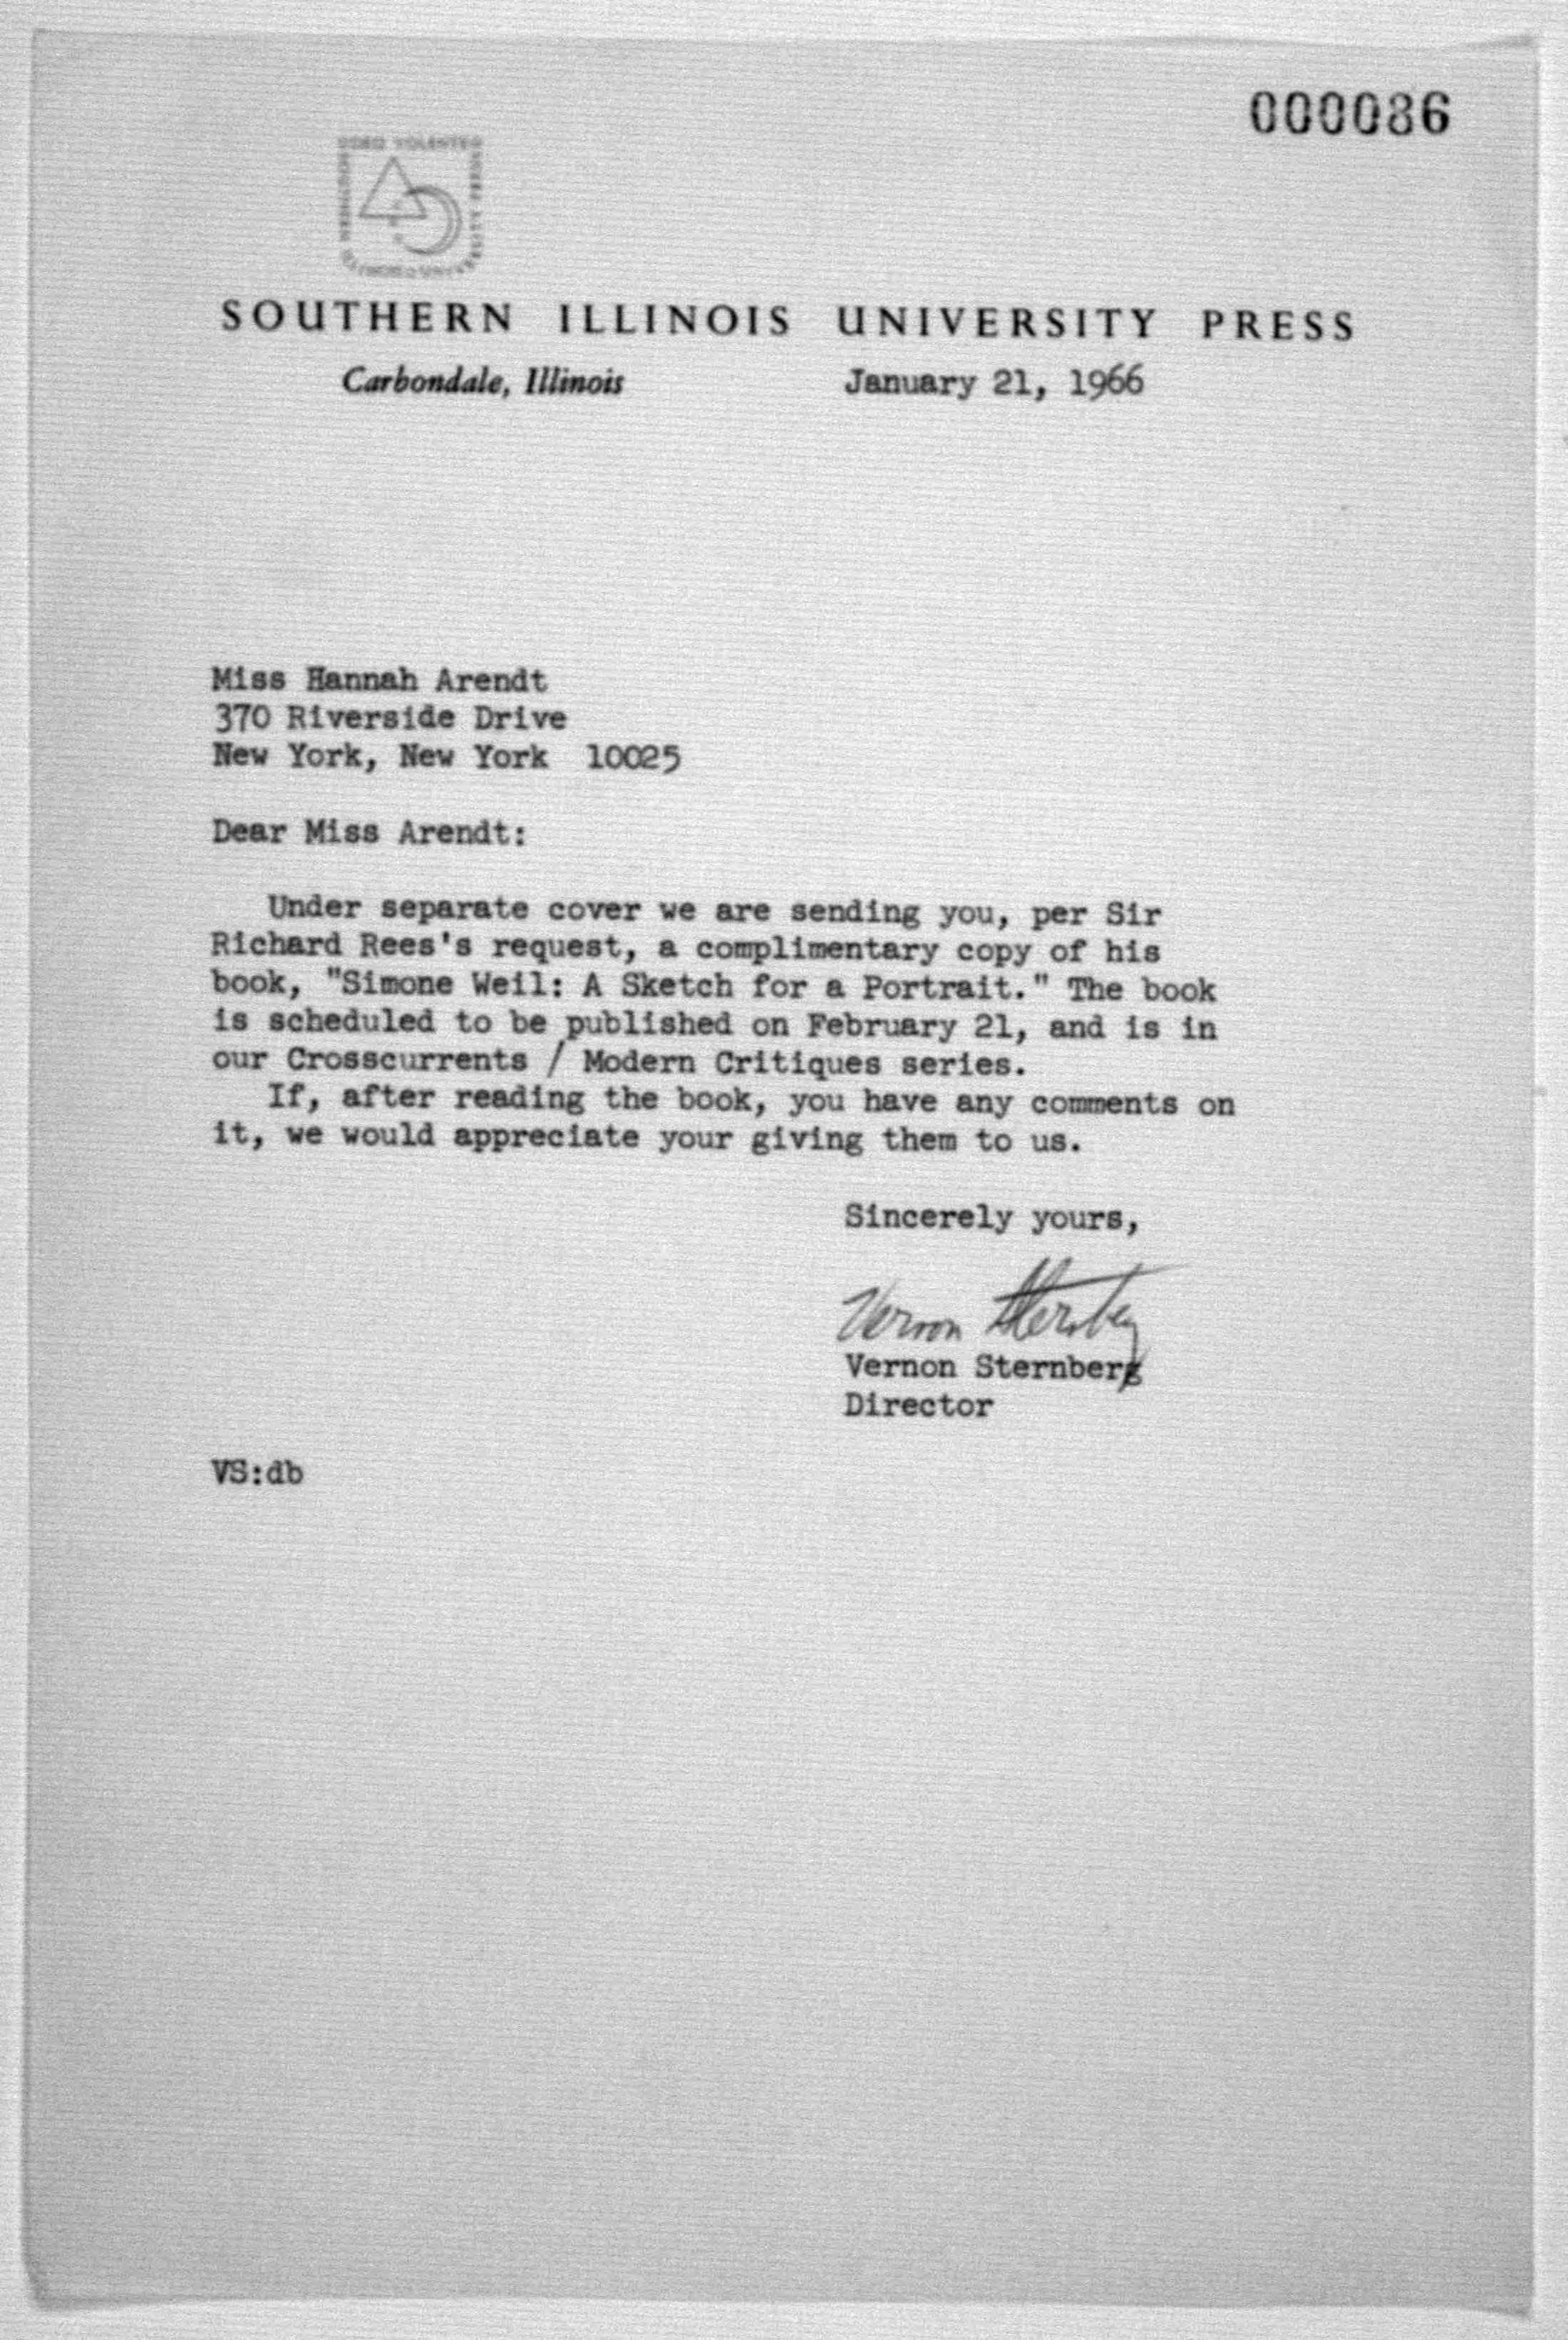 000086
SOUTHERN ILLINOIS UNIVERSITY PRESS
Carbondale, Illinois January 21, 1966
Miss Hannah Arendt
370 Riverside Drive
New York, New York 10025
Dear Miss Arendt:
Under separate cover we are sending you, per Sir
Richard Rees's request, a complimentary copy of his
book, "Simone Weil: A Sketch for a Portrait." The book
is scheduled to be published on February 21, and is in
our Crosscurrents / Modern Critiques series.
If, after reading the book, you have any comments on
it, we would appreciate your giving them to us.
Sincerely yours,
Vernon Sternberg
Vernon Sternberg
Director
VS:db